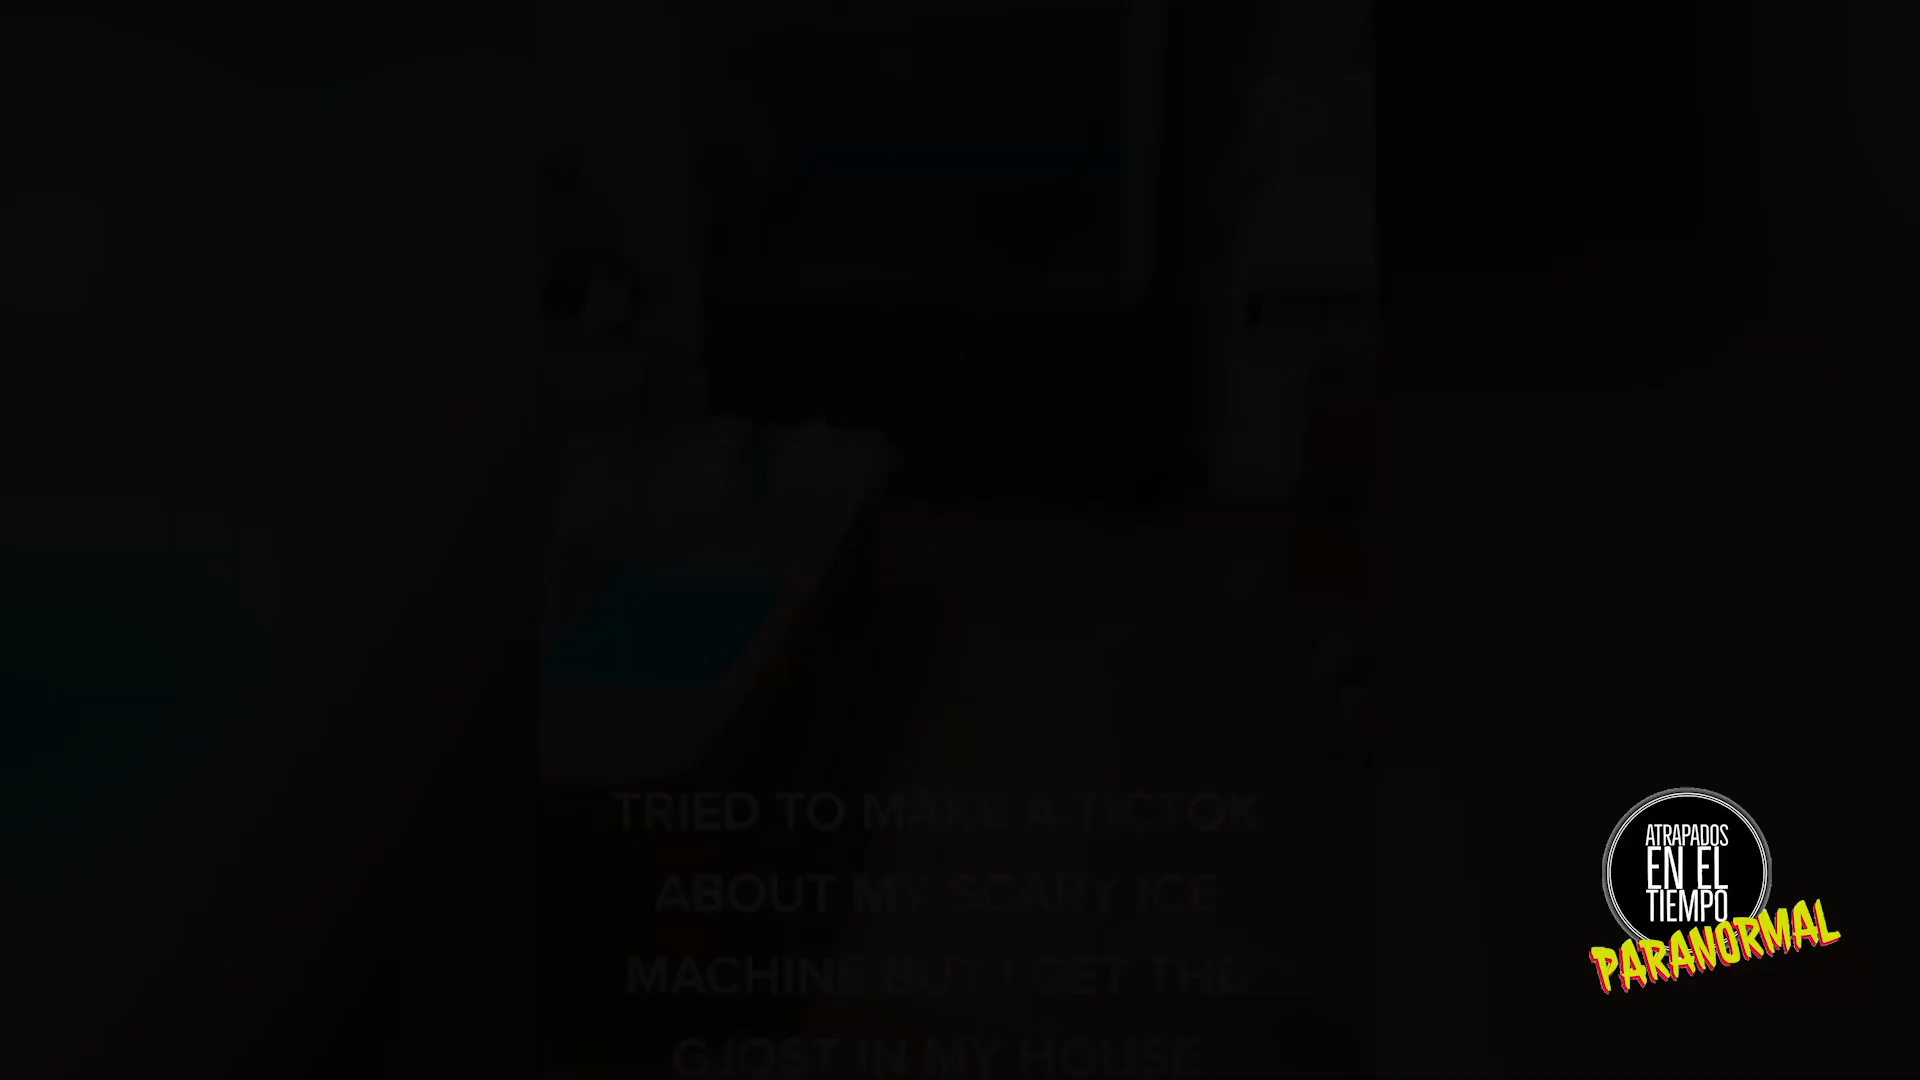 TRIED TO MAKE A TICTOK
ABOUT MY SCARY ICE
MACHINE BUT I GET THE
GJOST IN MY HOUSE
ATRAPADOS
EN EL
TIEMPO
PARANORMAL